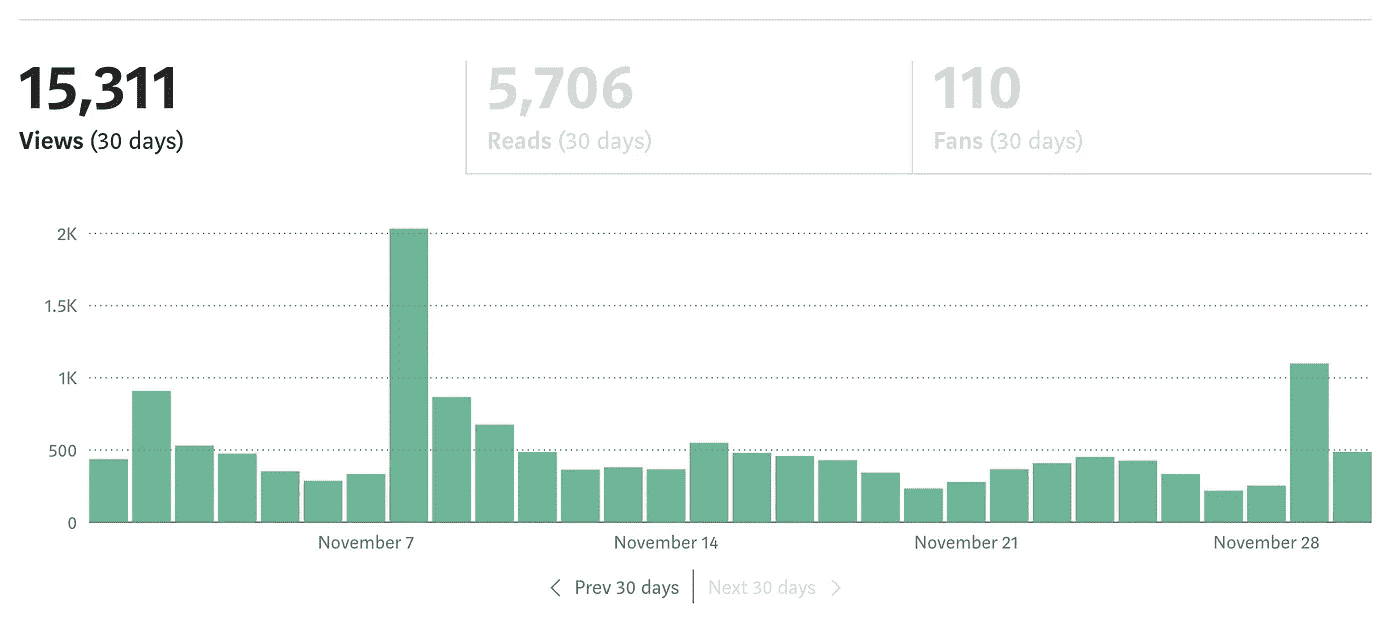 15,311
Views (30 days)
5,706
Reads (30 days)
110
Fans (30 days)
2K
1.5K
1K
500
0
November 7
November 14
November 21
November 28
Prev 30 days
Next 30 days